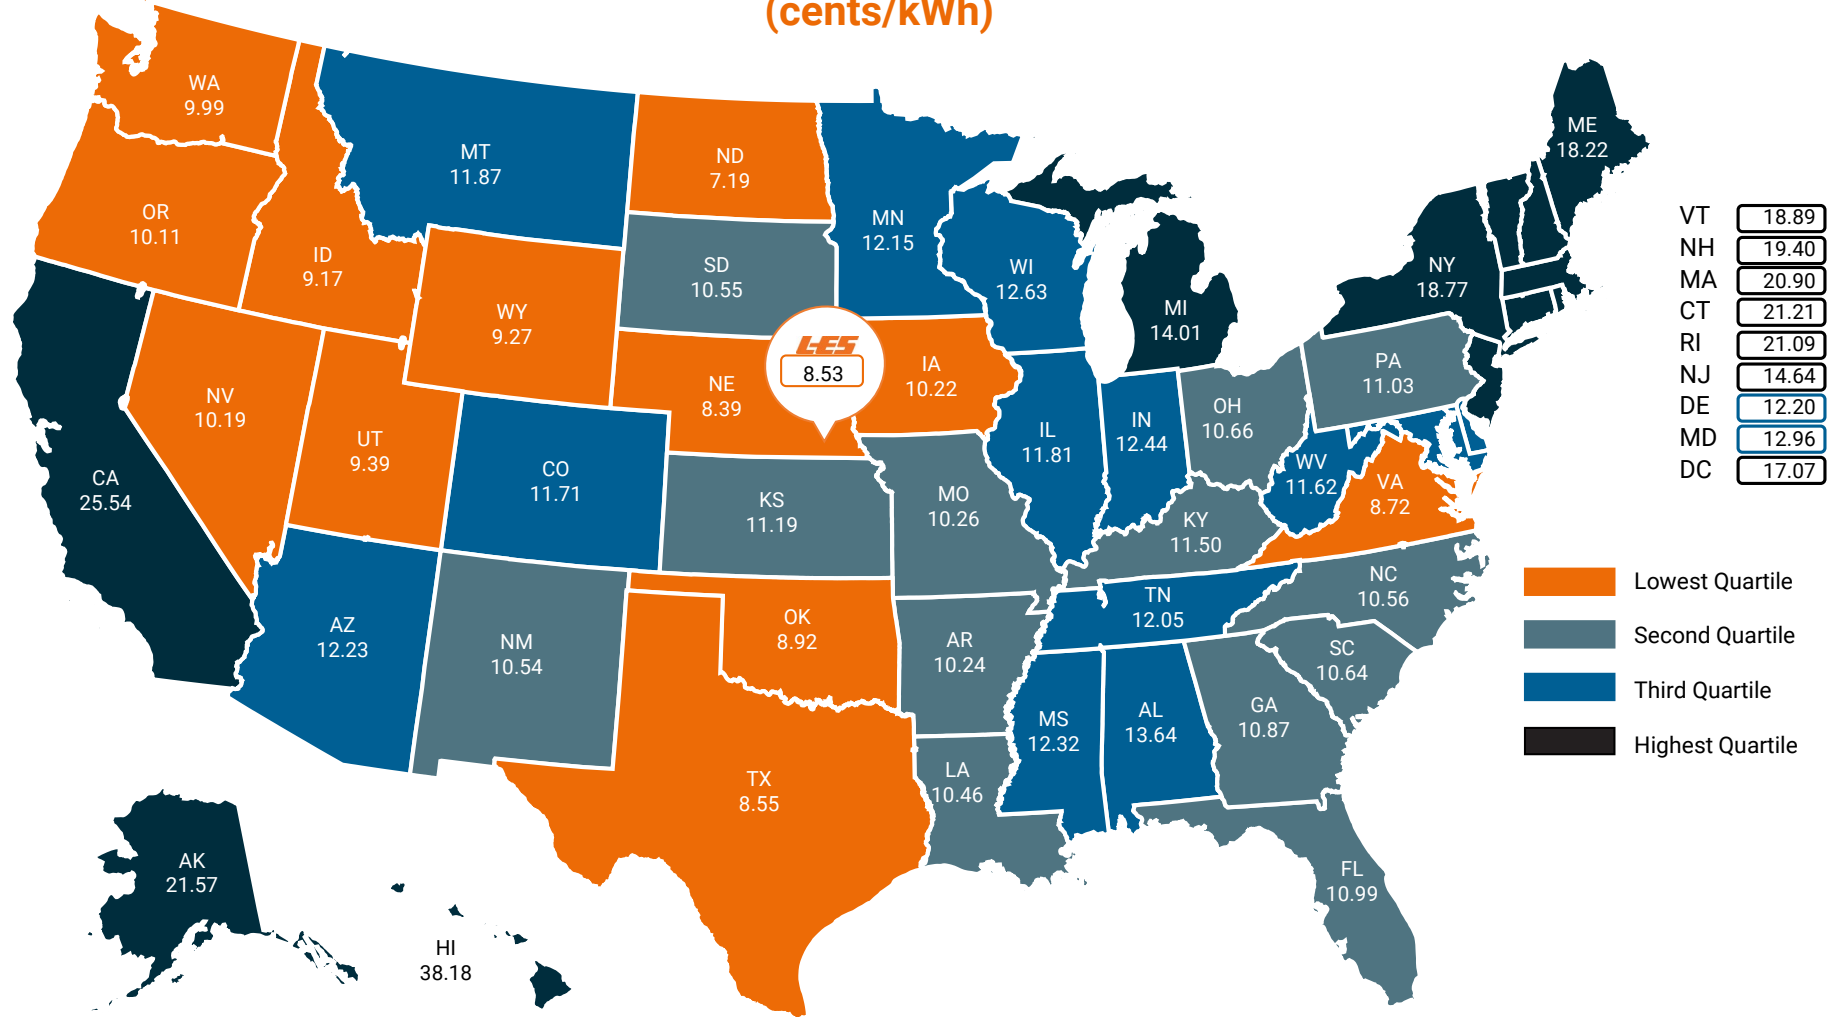 (cents/kWh)
WA
9.99
OR
10.11
ID
9.17
MT
11.87
ND
7.19
MN
12.15
SD
10.55
WI
12.63
WY
9.27
NV
10.19
UT
9.39
CA
25.54
CO
11.71
NE
8.39
LES
8.53
IA
10.22
IL
11.81
IN
12.44
OH
10.66
MI
14.01
PA
11.03
NY
18.77
ME
18.22
VT 18.89
NH 19.40
MA 20.90
CT 21.21
RI 21.09
NJ 14.64
DE 12.20
MD 12.96
DC 17.07
WV
11.62
VA
8.72
KS
11.19
MO
10.26
KY
11.50
NC
10.56
TN
12.05
SC
10.64
AZ
12.23
NM
10.54
OK
8.92
AR
10.24
MS
12.32
AL
13.64
GA
10.87
TX
8.55
LA
10.46
FL
10.99
AK
21.57
HI
38.18
Lowest Quartile
Second Quartile
Third Quartile
Highest Quartile